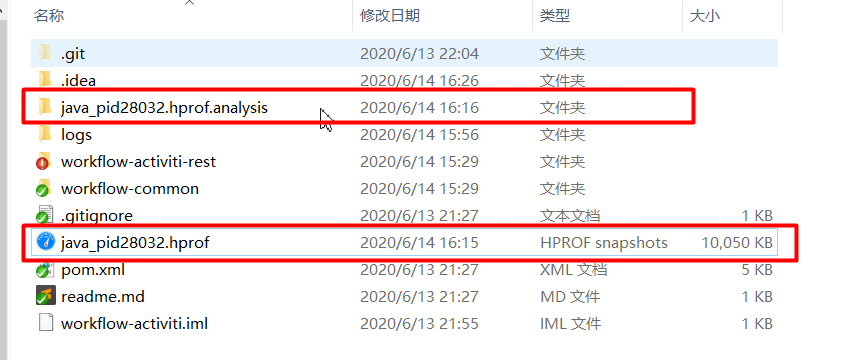 名称 修改日期 类型 大小
.git 2020/6/13 22:04 文件夹
.idea 2020/6/14 16:26 文件夹
java_pid28032.hprof.analysis 2020/6/14 16:16 文件夹
logs 2020/6/14 15:56 文件夹
workflow-activiti-rest 2020/6/14 15:29 文件夹
workflow-common 2020/6/14 15:29 文件夹
.gitignore 2020/6/13 21:27 文本文档 1 KB
java_pid28032.hprof 2020/6/14 16:15 HPROF snapshots 10,050 KB
pom.xml 2020/6/13 21:27 XML 文档 5 KB
readme.md 2020/6/13 21:27 MD 文件 1 KB
workflow-activiti.iml 2020/6/13 21:55 IML 文件 1 KB